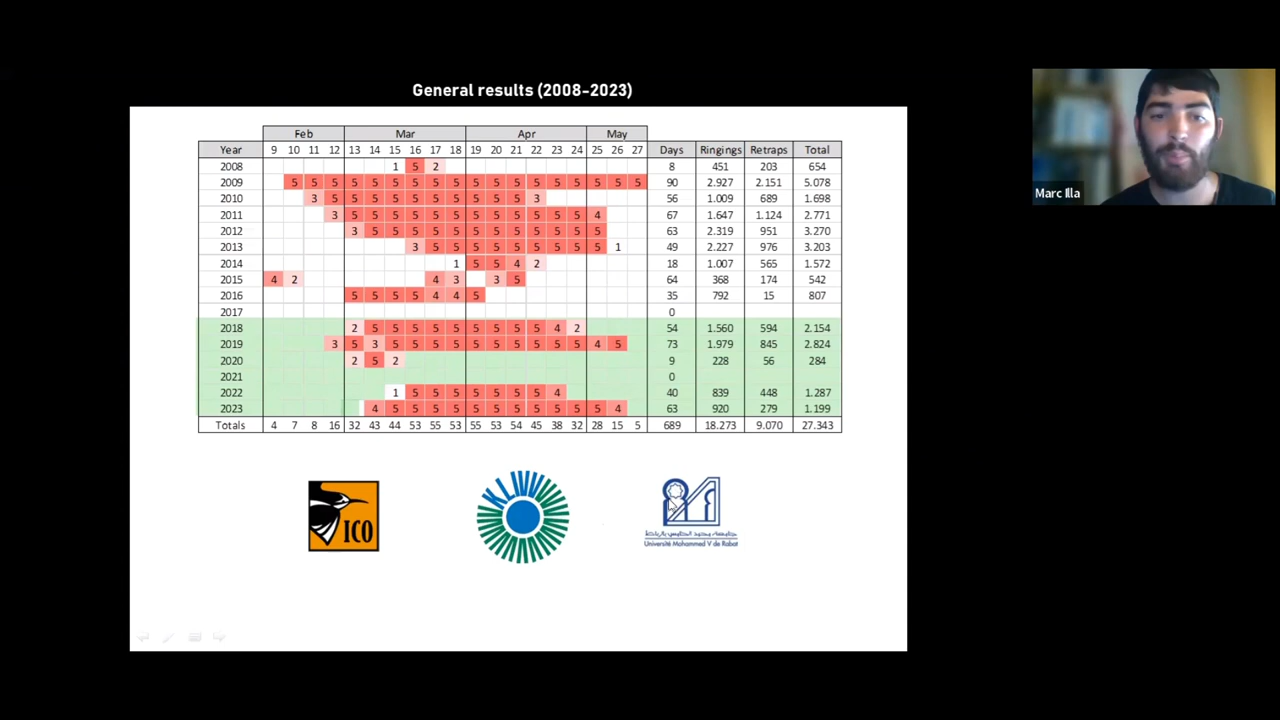 General results (2008-2023)
Feb Mar Apr May
Year 9 10 11 12 13 14 15 16 17 18 19 20 21 22 23 24 25 26 27 Days Ringings Retraps Total
2008 1 5 2 8 451 203 654
2009 5 5 5 5 5 5 5 5 5 5 5 5 5 5 5 5 5 5 90 2.927 2.151 5.078
2010 3 5 5 5 5 5 5 5 5 5 5 3 56 1.009 689 1.698
2011 3 5 5 5 5 5 5 5 5 5 5 5 5 4 67 1.647 1.124 2.771
2012 3 5 5 5 5 5 5 5 5 5 5 5 5 63 2.319 951 3.270
2013 3 5 5 5 5 5 5 5 5 5 1 49 2.227 976 3.203
2014 1 5 5 4 2 18 1.007 565 1.572
2015 4 2 4 3 3 5 64 368 174 542
2016 5 5 5 5 4 4 5 35 792 15 807
2017 0
2018 2 5 5 5 5 5 5 5 5 5 4 2 54 1.560 594 2.154
2019 3 5 3 5 5 5 5 5 5 5 5 5 5 4 5 73 1.979 845 2.824
2020 2 5 2 9 228 56 284
2021 0
2022 1 5 5 5 5 5 5 5 4 40 839 448 1.287
2023 4 5 5 5 5 5 5 5 5 5 5 5 4 63 920 279 1.199
Totals 4 7 8 16 32 43 44 53 55 53 55 53 54 45 38 32 28 15 5 689 18.273 9.070 27.343
ICO
KLIMA
Université Mohammed V de Rabat
Marc Illa